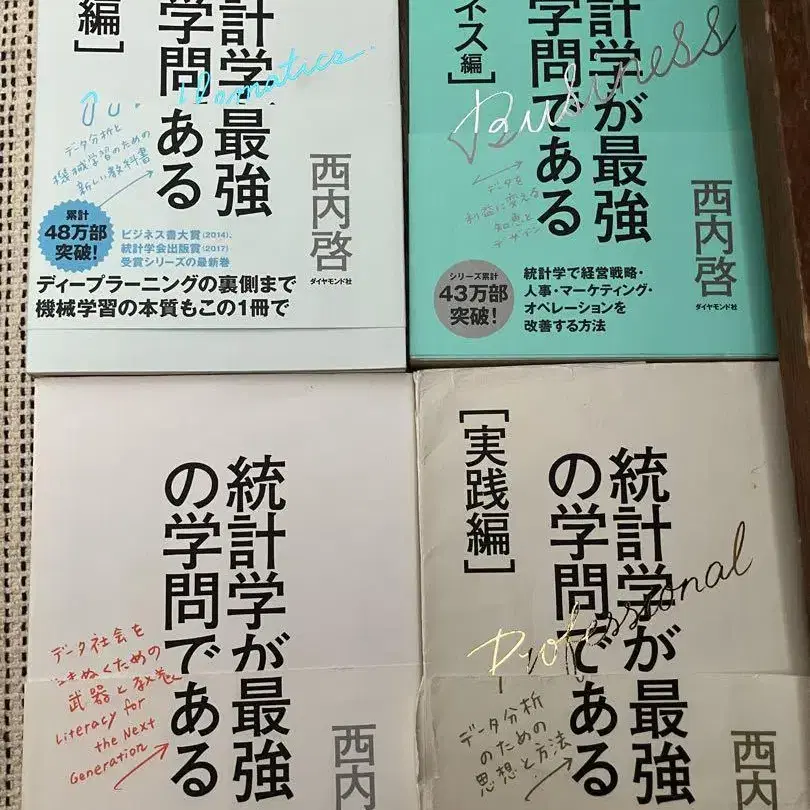 編]
計学が最強
学問である
Ou. thematics.
データ分析と
機械学習のための
新しい教科書
累計
48万部
突破!
ビジネス書大賞(2014)、
統計学会出版賞(2017)
受賞シリーズの最新巻
ディープラーニングの裏側まで
機械学習の本質もこの1冊で
西内啓
ダイヤモンド社
計学が最強
学問である
ネス編]
Business
データを
利益に変える
知恵と
デザイン
シリーズ累計
43万部
突破!
統計学で経営戦略・
人事・マーケティング・
オペレーションを
改善する方法
西内啓
ダイヤモンド社
統計学が最強
の学問である
データ社会を
ぬくための
武器と教養
Literacy for
the Next
Generation
西内
統計学が最強
の学問である
[実践編]
Professional
データ分析
のための
思想と方法
西内